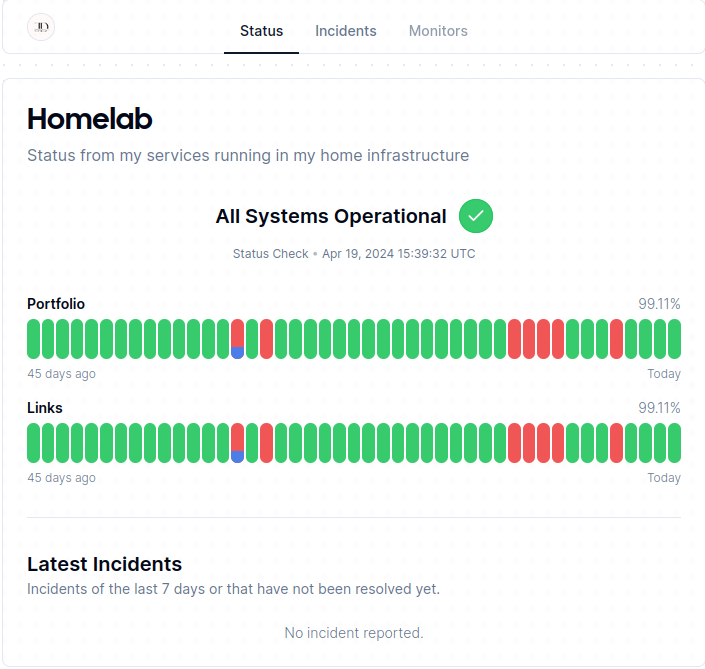 Status Incidents Monitors
Homelab
Status from my services running in my home infrastructure
All Systems Operational
Status Check • Apr 19, 2024 15:39:32 UTC
Portfolio 99.11%
45 days ago Today
Links 99.11%
45 days ago Today
Latest Incidents
Incidents of the last 7 days or that have not been resolved yet.
No incident reported.